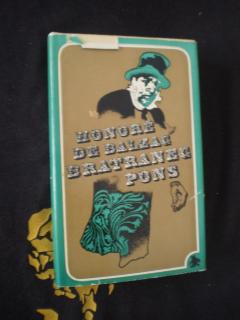 HONORÉ
DE BALZAC
BRATRANEC
PONS